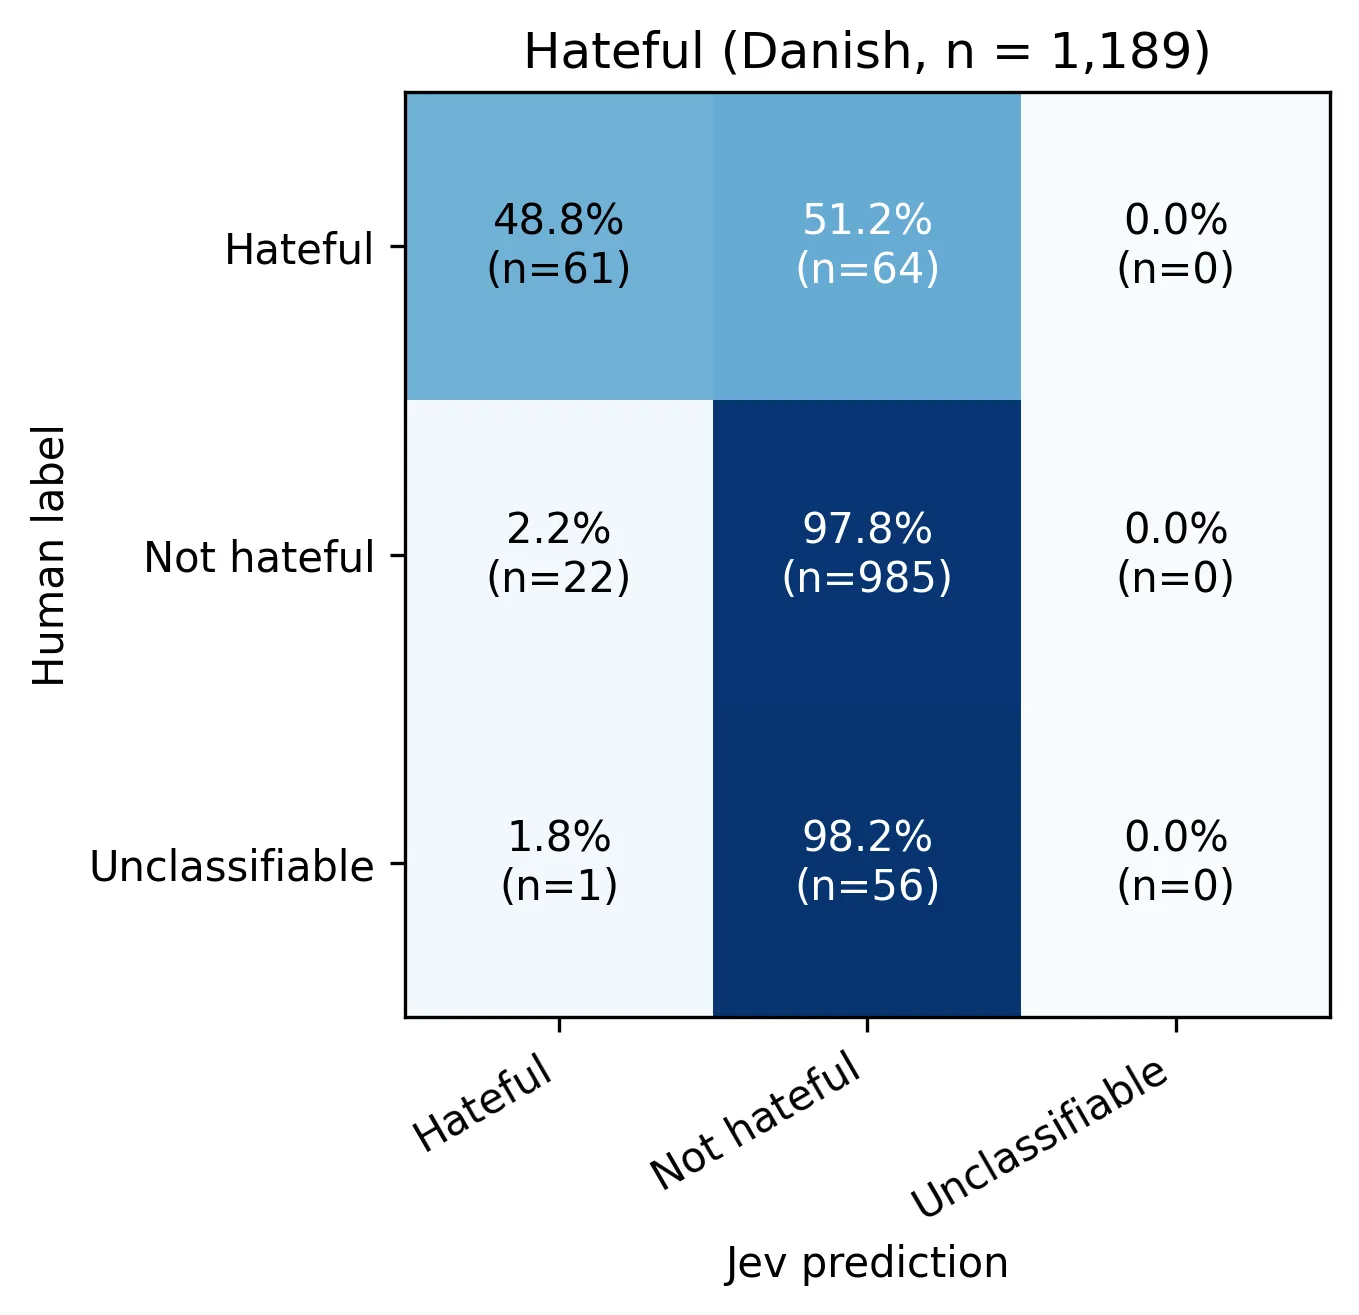 Hateful (Danish, n = 1,189)
Human label
Hateful
48.8%
(n=61)
51.2%
(n=64)
0.0%
(n=0)
Not hateful
2.2%
(n=22)
97.8%
(n=985)
0.0%
(n=0)
Unclassifiable
1.8%
(n=1)
98.2%
(n=56)
0.0%
(n=0)
Hateful
Not hateful
Unclassifiable
Jev prediction